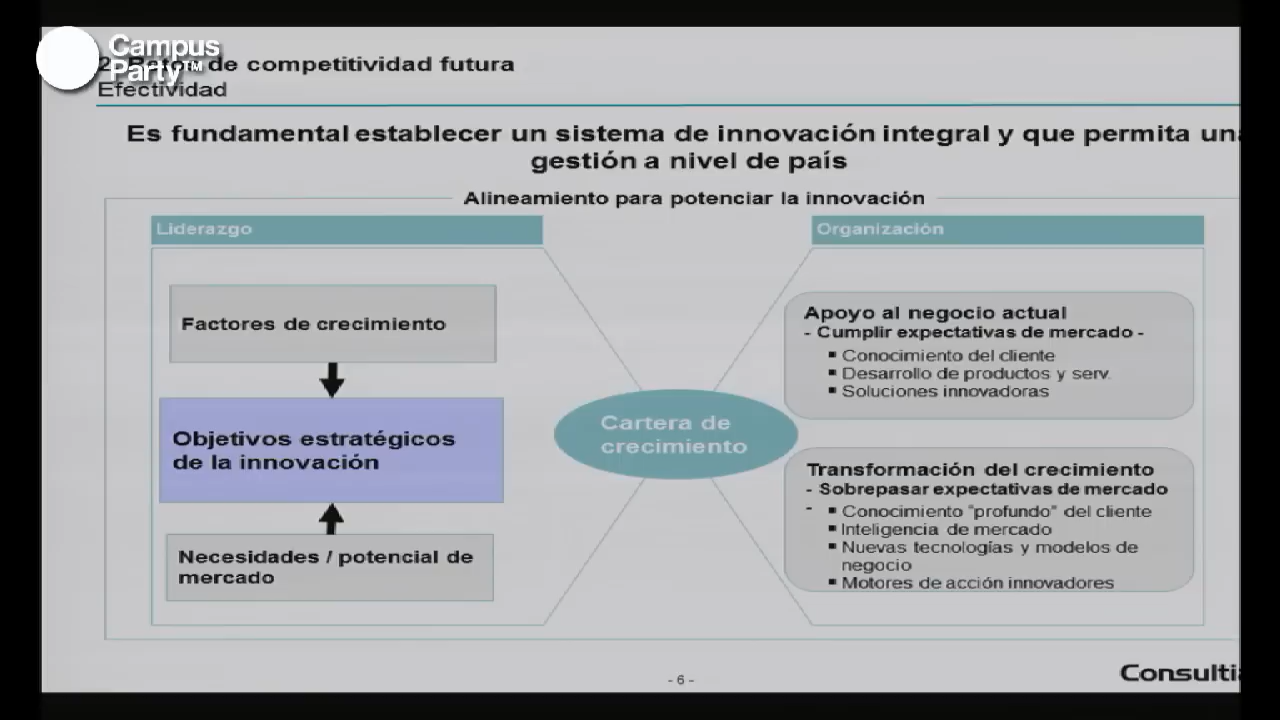 Campus
Party™
2. Retos de competitividad futura
Efectividad
Es fundamental establecer un sistema de innovación integral y que permita una
gestión a nivel de país
Alineamiento para potenciar la innovación
Liderazgo
Organización
Factores de crecimiento
Objetivos estratégicos
de la innovación
Necesidades / potencial de
mercado
Cartera de
crecimiento
Apoyo al negocio actual
- Cumplir expectativas de mercado -
▪ Conocimiento del cliente
▪ Desarrollo de productos y serv.
▪ Soluciones innovadoras
Transformación del crecimiento
- Sobrepasar expectativas de mercado
-
▪ Conocimiento "profundo" del cliente
▪ Inteligencia de mercado
▪ Nuevas tecnologías y modelos de
negocio
▪ Motores de acción innovadores
- 6 -